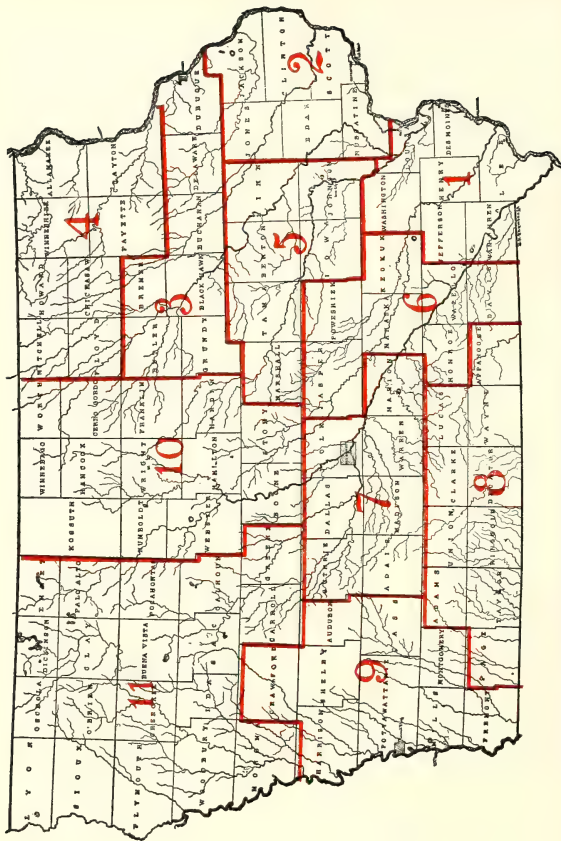 LYON
OSCEOLA
DICKINSON
EMMET
WINNEBAGO
WORTH
MITCHELL
HOWARD
WINNESHIEK
ALLAMAKEE
SIOUX
O'BRIEN
CLAY
PALO ALTO
KOSSUTH
HANCOCK
CERRO GORDO
FLOYD
CHICKASAW
4
FAYETTE
CLAYTON
PLYMOUTH
CHEROKEE
11
BUENA VISTA
POCAHONTAS
HUMBOLDT
WRIGHT
10
FRANKLIN
BUTLER
3
BREMER
WOODBURY
IDA
SAC
CALHOUN
WEBSTER
HAMILTON
HARDIN
GRUNDY
BLACK HAWK
BUCHANAN
DELAWARE
DUBUQUE
MONONA
CRAWFORD
CARROLL
GREENE
BOONE
STORY
MARSHALL
TAMA
BENTON
LINN
JONES
JACKSON
5
CLINTON
2
HARRISON
SHELBY
AUDUBON
GUTHRIE
DALLAS
POLK
JASPER
POWESHIEK
IOWA
JOHNSON
CEDAR
SCOTT
MUSCATINE
POTTAWATTAMIE
9
CASS
ADAIR
MADISON
7
WARREN
MARION
MAHASKA
KEOKUK
WASHINGTON
LOUISA
MILLS
MONTGOMERY
ADAMS
UNION
CLARKE
LUCAS
MONROE
WAPELLO
6
JEFFERSON
HENRY
1
DES MOINES
FREMONT
PAGE
TAYLOR
RINGGOLD
DECATUR
8
WAYNE
APPANOOSE
DAVIS
VAN BUREN
LEE